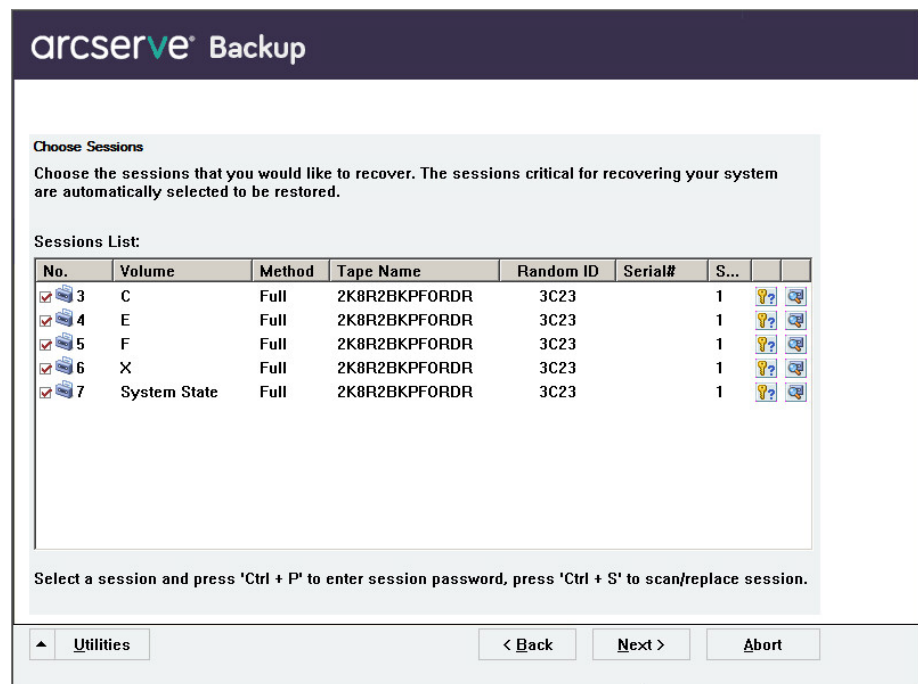 arcserve® Backup
Choose Sessions
Choose the sessions that you would like to recover. The sessions critical for recovering your system
are automatically selected to be restored.
Sessions List:
No. Volume Method Tape Name Random ID Serial# S...
3 C Full 2K8R2BKPFORDR 3C23 1
4 E Full 2K8R2BKPFORDR 3C23 1
5 F Full 2K8R2BKPFORDR 3C23 1
6 X Full 2K8R2BKPFORDR 3C23 1
7 System State Full 2K8R2BKPFORDR 3C23 1
Select a session and press 'Ctrl + P' to enter session password, press 'Ctrl + S' to scan/replace session.
Utilities < Back Next > Abort